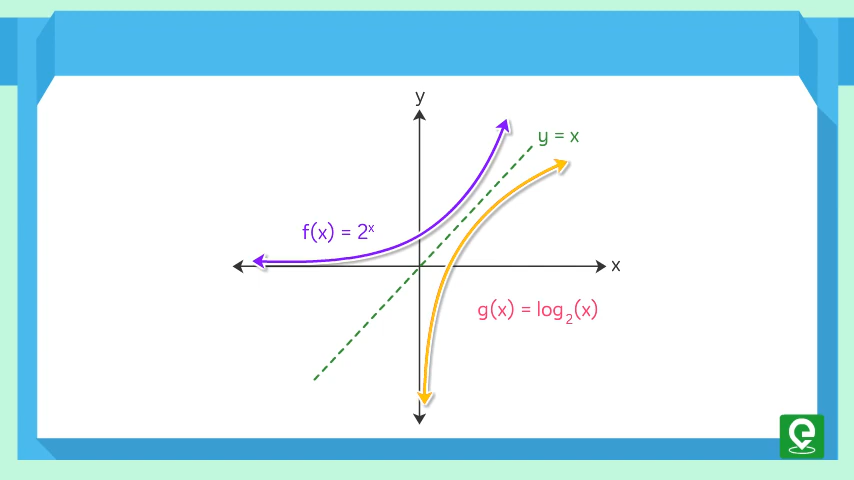 y
y = x
f(x) = 2ˣ
x
g(x) = log₂(x)